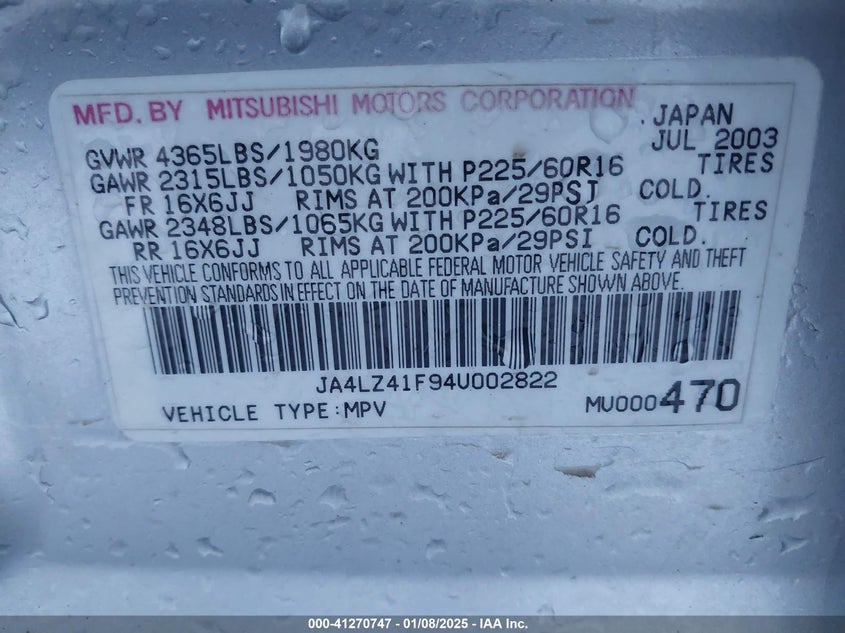 MFD. BY MITSUBISHI MOTORS CORPORATION . JAPAN
JUL 2003
GVWR 4365LBS/1980KG
GAWR 2315LBS/1050KG WITH P225/60R16 TIRES
FR 16X6JJ RIMS AT 200KPa/29PSI COLD.
GAWR 2348LBS/1065KG WITH P225/60R16 TIRES
RR 16X6JJ RIMS AT 200KPa/29PSI COLD.
THIS VEHICLE CONFORMS TO ALL APPLICABLE FEDERAL MOTOR VEHICLE SAFETY AND THEFT
PREVENTION STANDARDS IN EFFECT ON THE DATE OF MANUFACTURE SHOWN ABOVE.
JA4LZ41F94U002822
VEHICLE TYPE:MPV MU000470
000-41270747 - 01/08/2025 - IAA Inc.